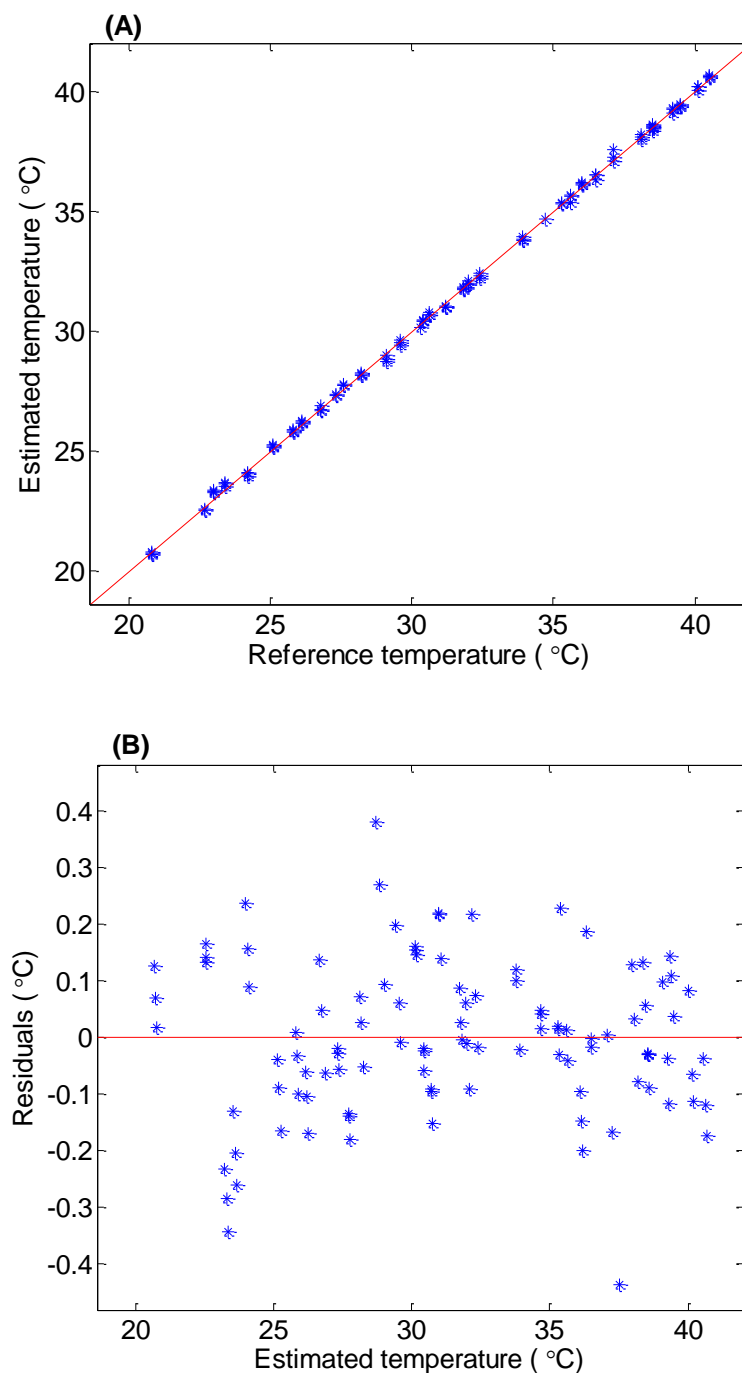 (A)
40
35
30
25
20
Estimated temperature ( °C)
20 25 30 35 40
Reference temperature ( °C)
(B)
0.4
0.3
0.2
0.1
0
-0.1
-0.2
-0.3
-0.4
Residuals ( °C)
20 25 30 35 40
Estimated temperature ( °C)